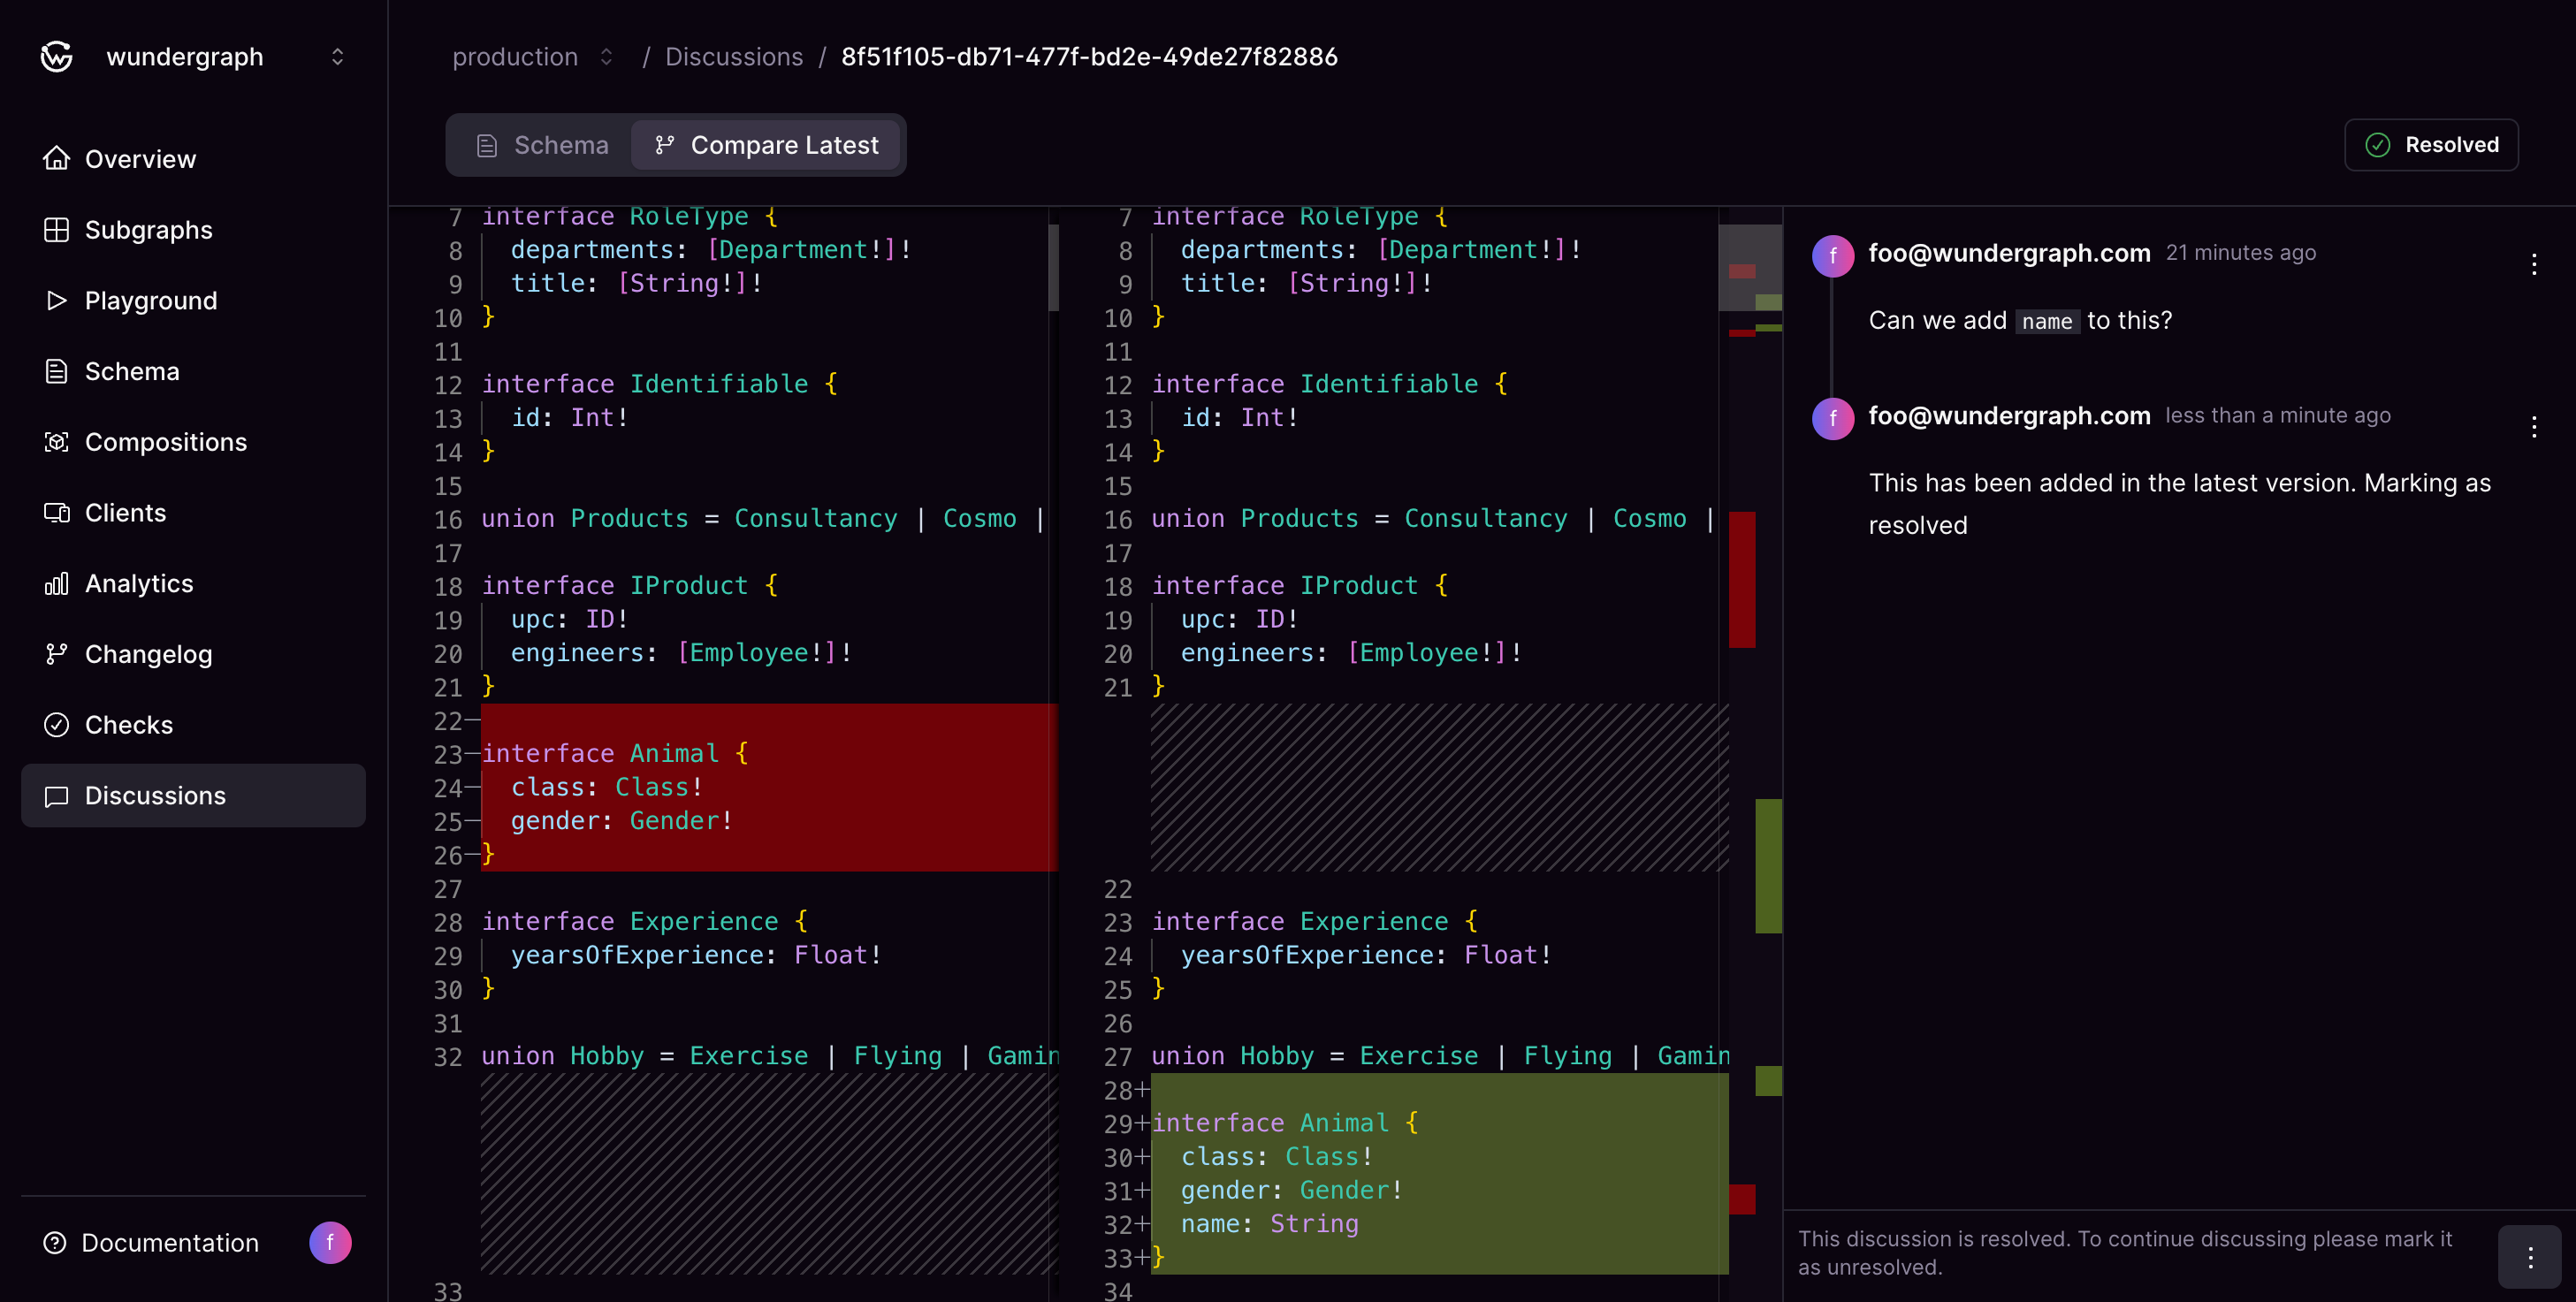 wundergraph
Overview
Subgraphs
Playground
Schema
Compositions
Clients
Analytics
Changelog
Checks
Discussions
Documentation
f
production / Discussions / 8f51f105-db71-477f-bd2e-49de27f82886
Schema
Compare Latest
Resolved
7 interface RoleType {
8 departments: [Department!]!
9 title: [String!]!
10 }
11
12 interface Identifiable {
13 id: Int!
14 }
15
16 union Products = Consultancy | Cosmo |
17
18 interface IProduct {
19 upc: ID!
20 engineers: [Employee!]!
21 }
22−
23− interface Animal {
24− class: Class!
25− gender: Gender!
26− }
27
28 interface Experience {
29 yearsOfExperience: Float!
30 }
31
32 union Hobby = Exercise | Flying | Gamin
33
7 interface RoleType {
8 departments: [Department!]!
9 title: [String!]!
10 }
11
12 interface Identifiable {
13 id: Int!
14 }
15
16 union Products = Consultancy | Cosmo |
17
18 interface IProduct {
19 upc: ID!
20 engineers: [Employee!]!
21 }
22
23 interface Experience {
24 yearsOfExperience: Float!
25 }
26
27 union Hobby = Exercise | Flying | Gamin
28+
29+ interface Animal {
30+ class: Class!
31+ gender: Gender!
32+ name: String
33+ }
34
f foo@wundergraph.com 21 minutes ago
Can we add name to this?
f foo@wundergraph.com less than a minute ago
This has been added in the latest version. Marking as
resolved
This discussion is resolved. To continue discussing please mark it
as unresolved.